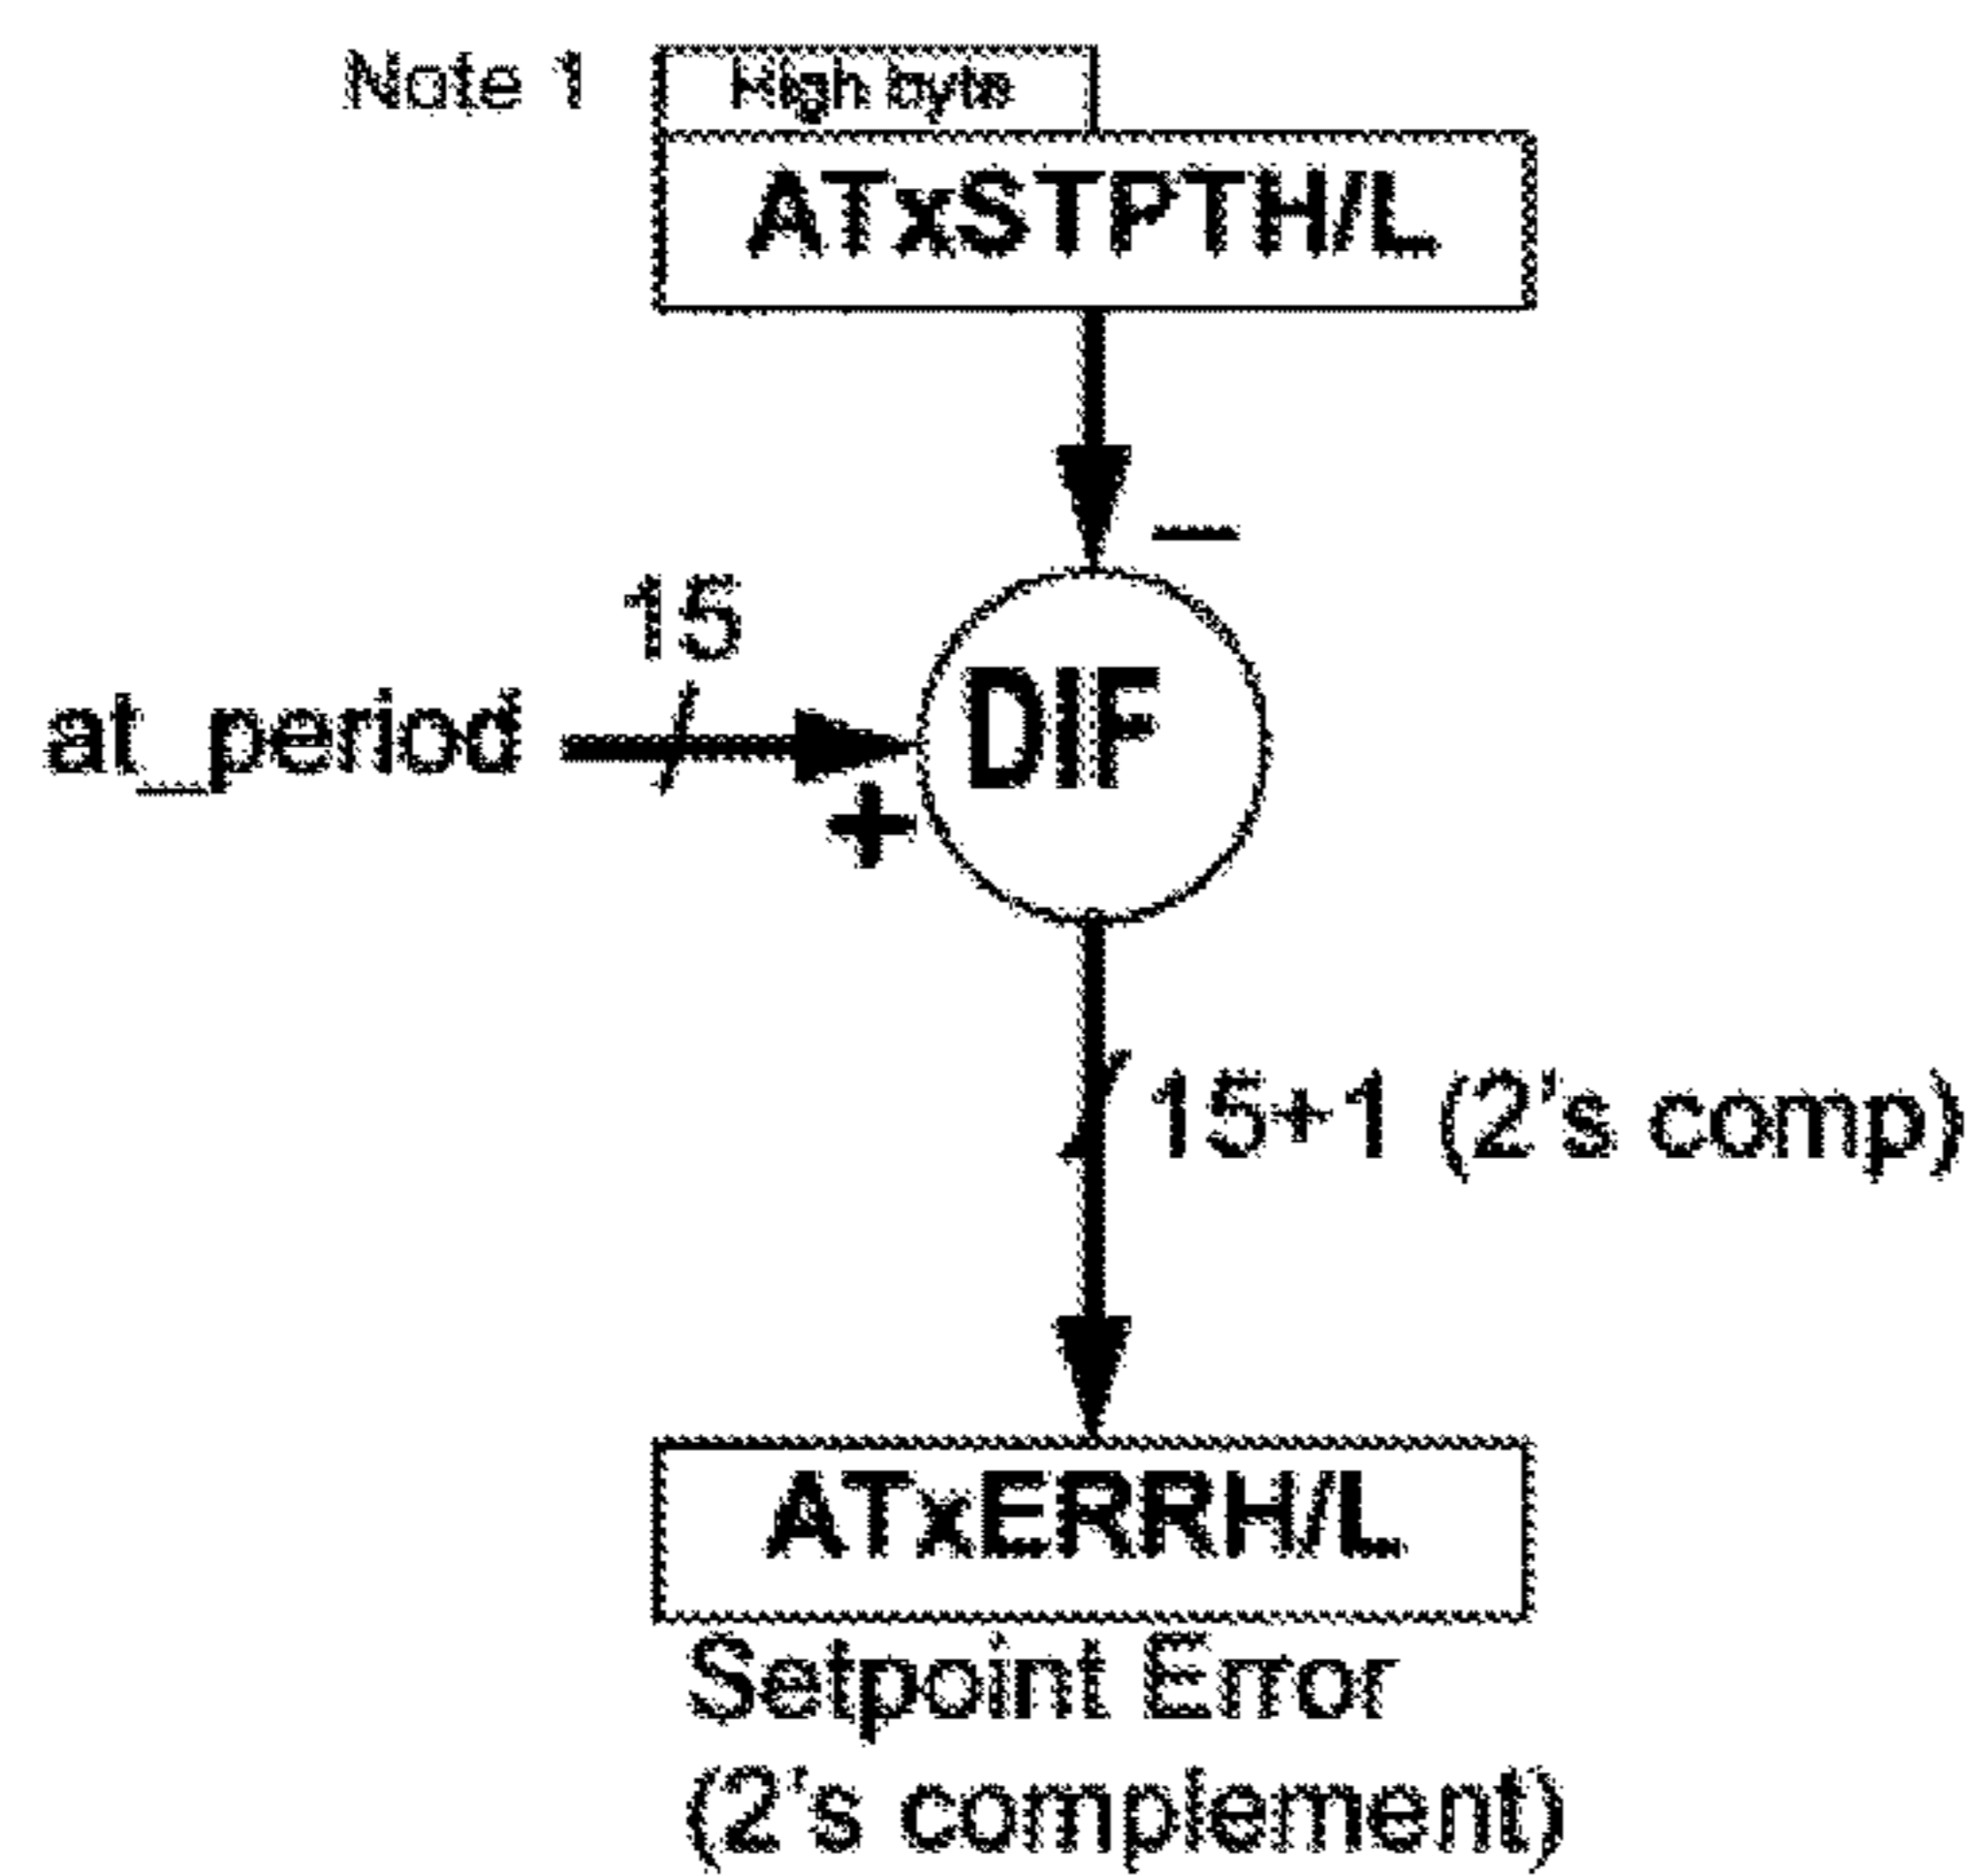 Note 1 High byte
ATxSTPTH/L
−
15
at_period
+
DIF
15+1 (2's comp)
ATxERRH/L
Setpoint Error
(2's complement)